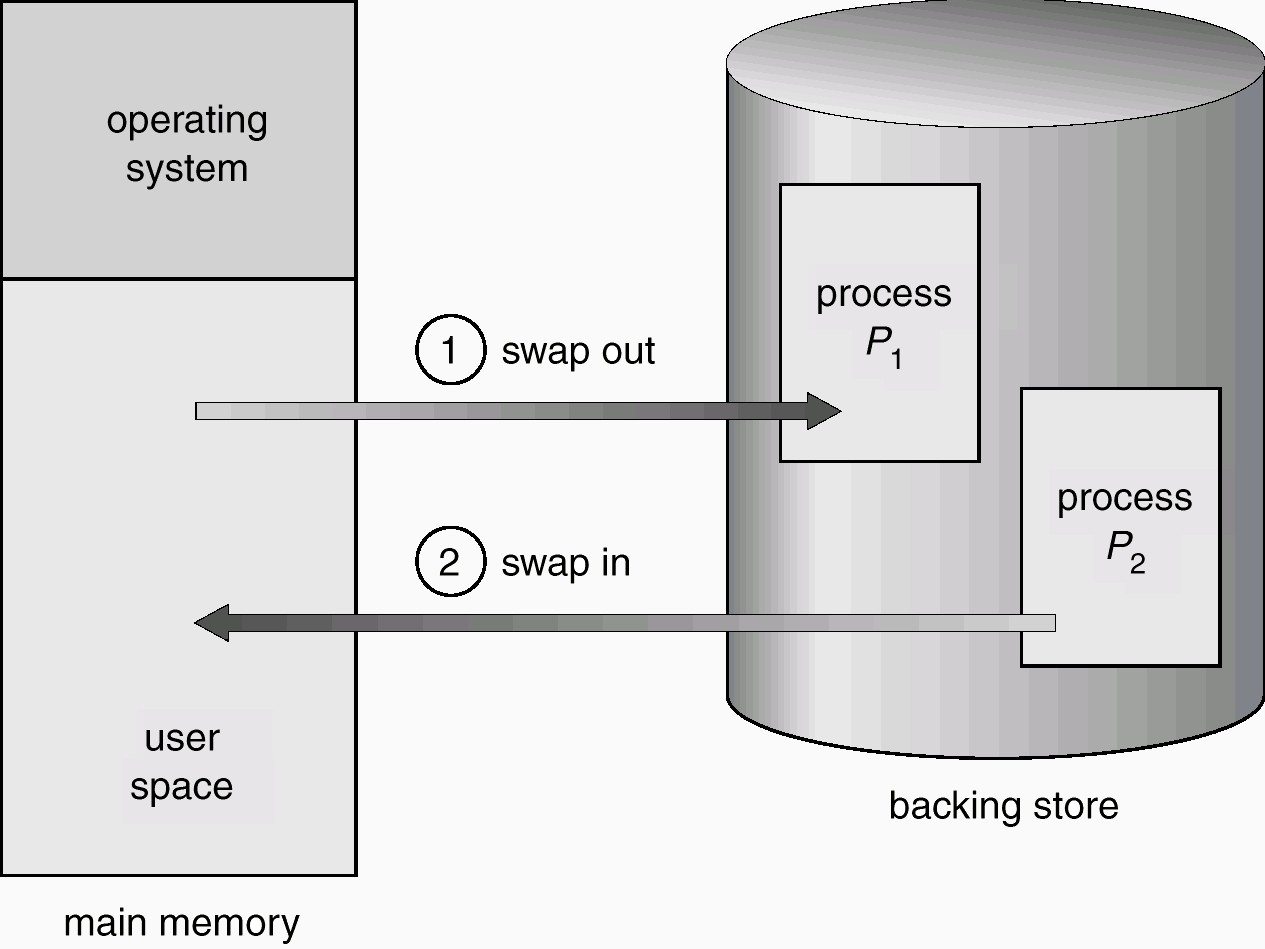 operating
system
process
P1
1 swap out
process
P2
2 swap in
user
space
backing store
main memory